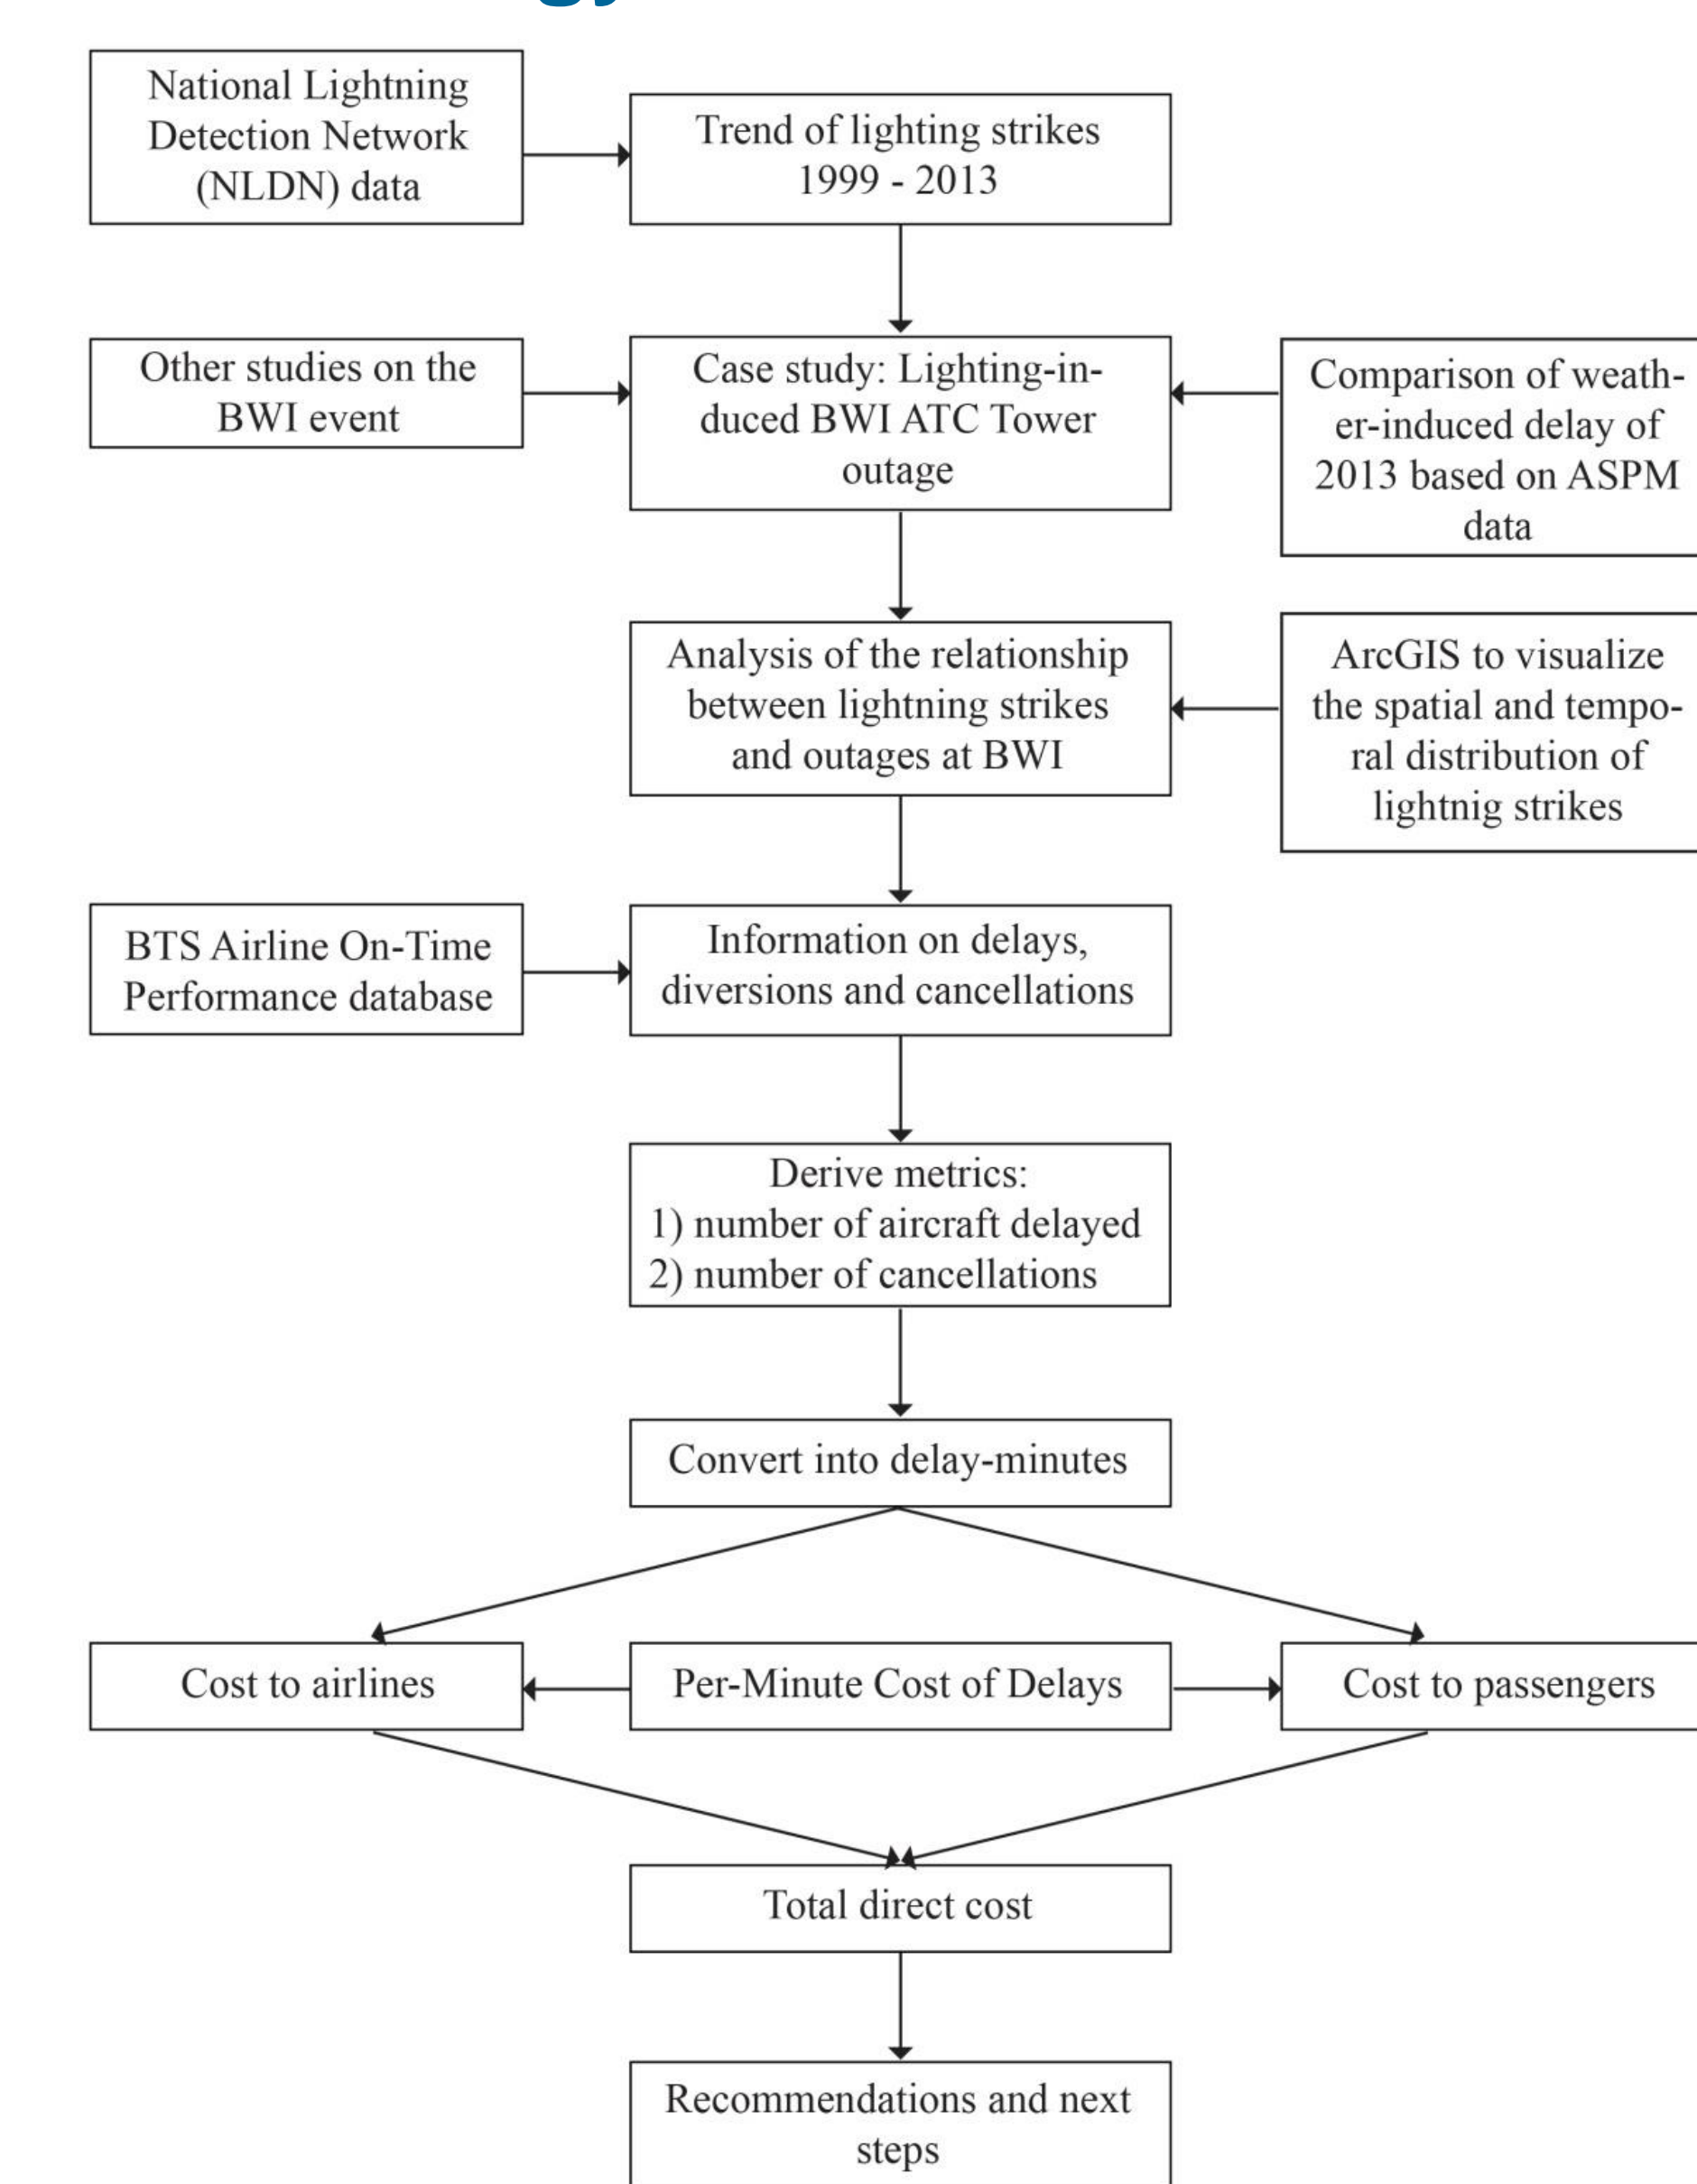 National Lightning
Detection Network
(NLDN) data
Trend of lighting strikes
1999 - 2013
Other studies on the
BWI event
Case study: Lighting-in-
duced BWI ATC Tower
outage
Comparison of weath-
er-induced delay of
2013 based on ASPM
data
Analysis of the relationship
between lightning strikes
and outages at BWI
ArcGIS to visualize
the spatial and tempo-
ral distribution of
lightnig strikes
BTS Airline On-Time
Performance database
Information on delays,
diversions and cancellations
Derive metrics:
1) number of aircraft delayed
2) number of cancellations
Convert into delay-minutes
Cost to airlines
Per-Minute Cost of Delays
Cost to passengers
Total direct cost
Recommendations and next
steps